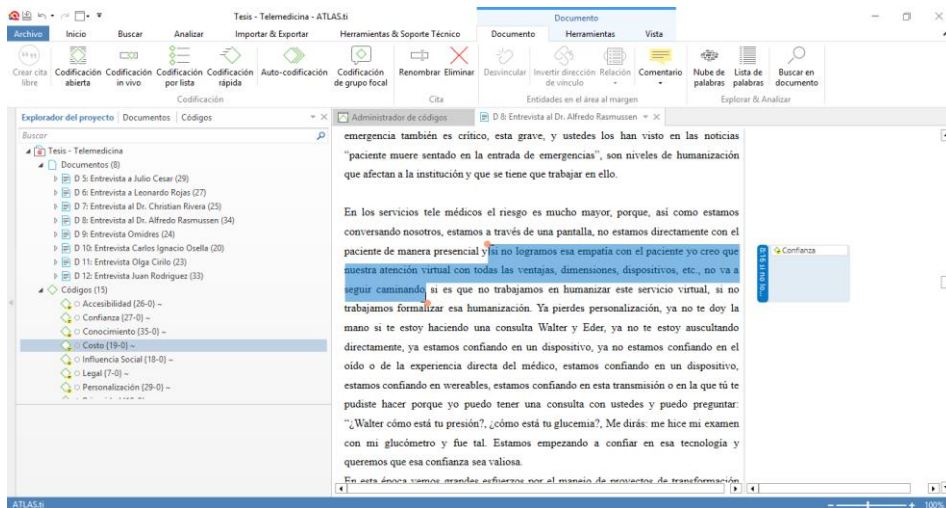 Tesis - Telemedicina - ATLAS.ti
Documento
Archivo Inicio Buscar Analizar Importar & Exportar Herramientas & Soporte Técnico Documento Herramientas Vista
Crear cita libre
Codificación abierta
Codificación in vivo
Codificación por lista
Codificación rápida
Auto-codificación
Codificación de grupo focal
Renombrar
Eliminar
Desvincular
Invertir dirección de vínculo
Relación
Comentario
Nube de palabras
Lista de palabras
Buscar en documento
Codificación
Cita
Entidades en el área al margen
Explorar & Analizar
Explorador del proyecto Documentos Códigos
Buscar
Tesis - Telemedicina
Documentos (8)
D 5: Entrevista a Julio Cesar (29)
D 6: Entrevista a Leonardo Rojas (27)
D 7: Entrevista al Dr. Christian Rivera (25)
D 8: Entrevista al Dr. Alfredo Rasmussen (34)
D 9: Entrevista Omidres (24)
D 10: Entrevista Carlos Ignacio Osella (20)
D 11: Entrevista Olga Cirilo (23)
D 12: Entrevista Juan Rodriguez (33)
Códigos (15)
Accesibilidad {26-0} ~
Confianza {27-0} ~
Conocimiento {35-0} ~
Costo {19-0} ~
Influencia Social {18-0} ~
Legal {7-0} ~
Personalización {29-0} ~
Administrador de códigos
D 8: Entrevista al Dr. Alfredo Rasmussen
emergencia también es crítico, esta grave, y ustedes los han visto en las noticias
“paciente muere sentado en la entrada de emergencias”, son niveles de humanización
que afectan a la institución y que se tiene que trabajar en ello.
En los servicios tele médicos el riesgo es mucho mayor, porque, así como estamos
conversando nosotros, estamos a través de una pantalla, no estamos directamente con el
paciente de manera presencial y si no logramos esa empatía con el paciente yo creo que
nuestra atención virtual con todas las ventajas, dimensiones, dispositivos, etc., no va a
seguir caminando, si es que no trabajamos en humanizar este servicio virtual, si no
trabajamos formalizar esa humanización. Ya pierdes personalización, ya no te doy la
mano si te estoy haciendo una consulta Walter y Eder, ya no te estoy auscultando
directamente, ya estamos confiando en un dispositivo, ya no estamos confiando en el
oído o de la experiencia directa del médico, estamos confiando en un dispositivo,
estamos confiando en wereables, estamos confiando en esta transmisión o en la que tú te
pudiste hacer porque yo puedo tener una consulta con ustedes y puedo preguntar:
“¿Walter cómo está tu presión?, ¿cómo está tu glucemia?, Me dirás: me hice mi examen
con mi glucómetro y fue tal. Estamos empezando a confiar en esa tecnología y
queremos que esa confianza sea valiosa.
En esta época vemos grandes esfuerzos por el manejo de proyectos de transformación
8:16 si no lo...
Confianza
ATLAS.ti
100%